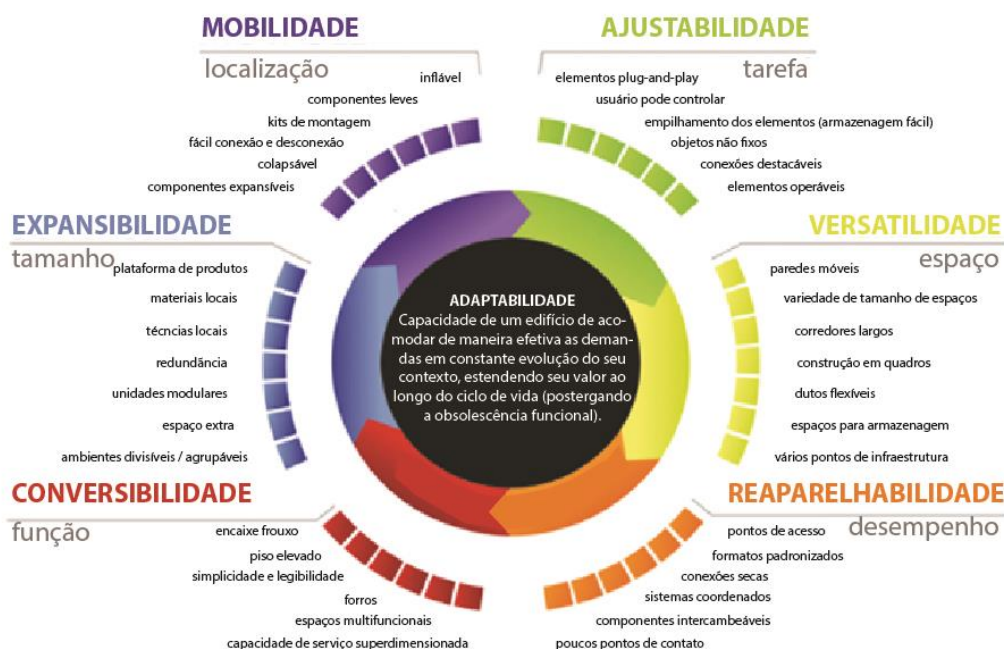 MOBILIDADE
localização
inflável
componentes leves
kits de montagem
fácil conexão e desconexão
colapsável
componentes expansíveis
AJUSTABILIDADE
tarefa
elementos plug-and-play
usuário pode controlar
empilhamento dos elementos (armazenagem fácil)
objetos não fixos
conexões destacáveis
elementos operáveis
EXPANSIBILIDADE
tamanho
plataforma de produtos
materiais locais
técncias locais
redundância
unidades modulares
espaço extra
ambientes divisíveis / agrupáveis
ADAPTABILIDADE
Capacidade de um edifício de aco-
modar de maneira efetiva as deman-
das em constante evolução do seu
contexto, estendendo seu valor ao
longo do ciclo de vida (postergando
a obsolescência funcional).
VERSATILIDADE
espaço
paredes móveis
variedade de tamanho de espaços
corredores largos
construção em quadros
dutos flexíveis
espaços para armazenagem
vários pontos de infraestrutura
CONVERSIBILIDADE
função
encaixe frouxo
piso elevado
simplicidade e legibilidade
forros
espaços multifuncionais
capacidade de serviço superdimensionada
REAPARELHABILIDADE
desempenho
pontos de acesso
formatos padronizados
conexões secas
sistemas coordenados
componentes intercambeáveis
poucos pontos de contato